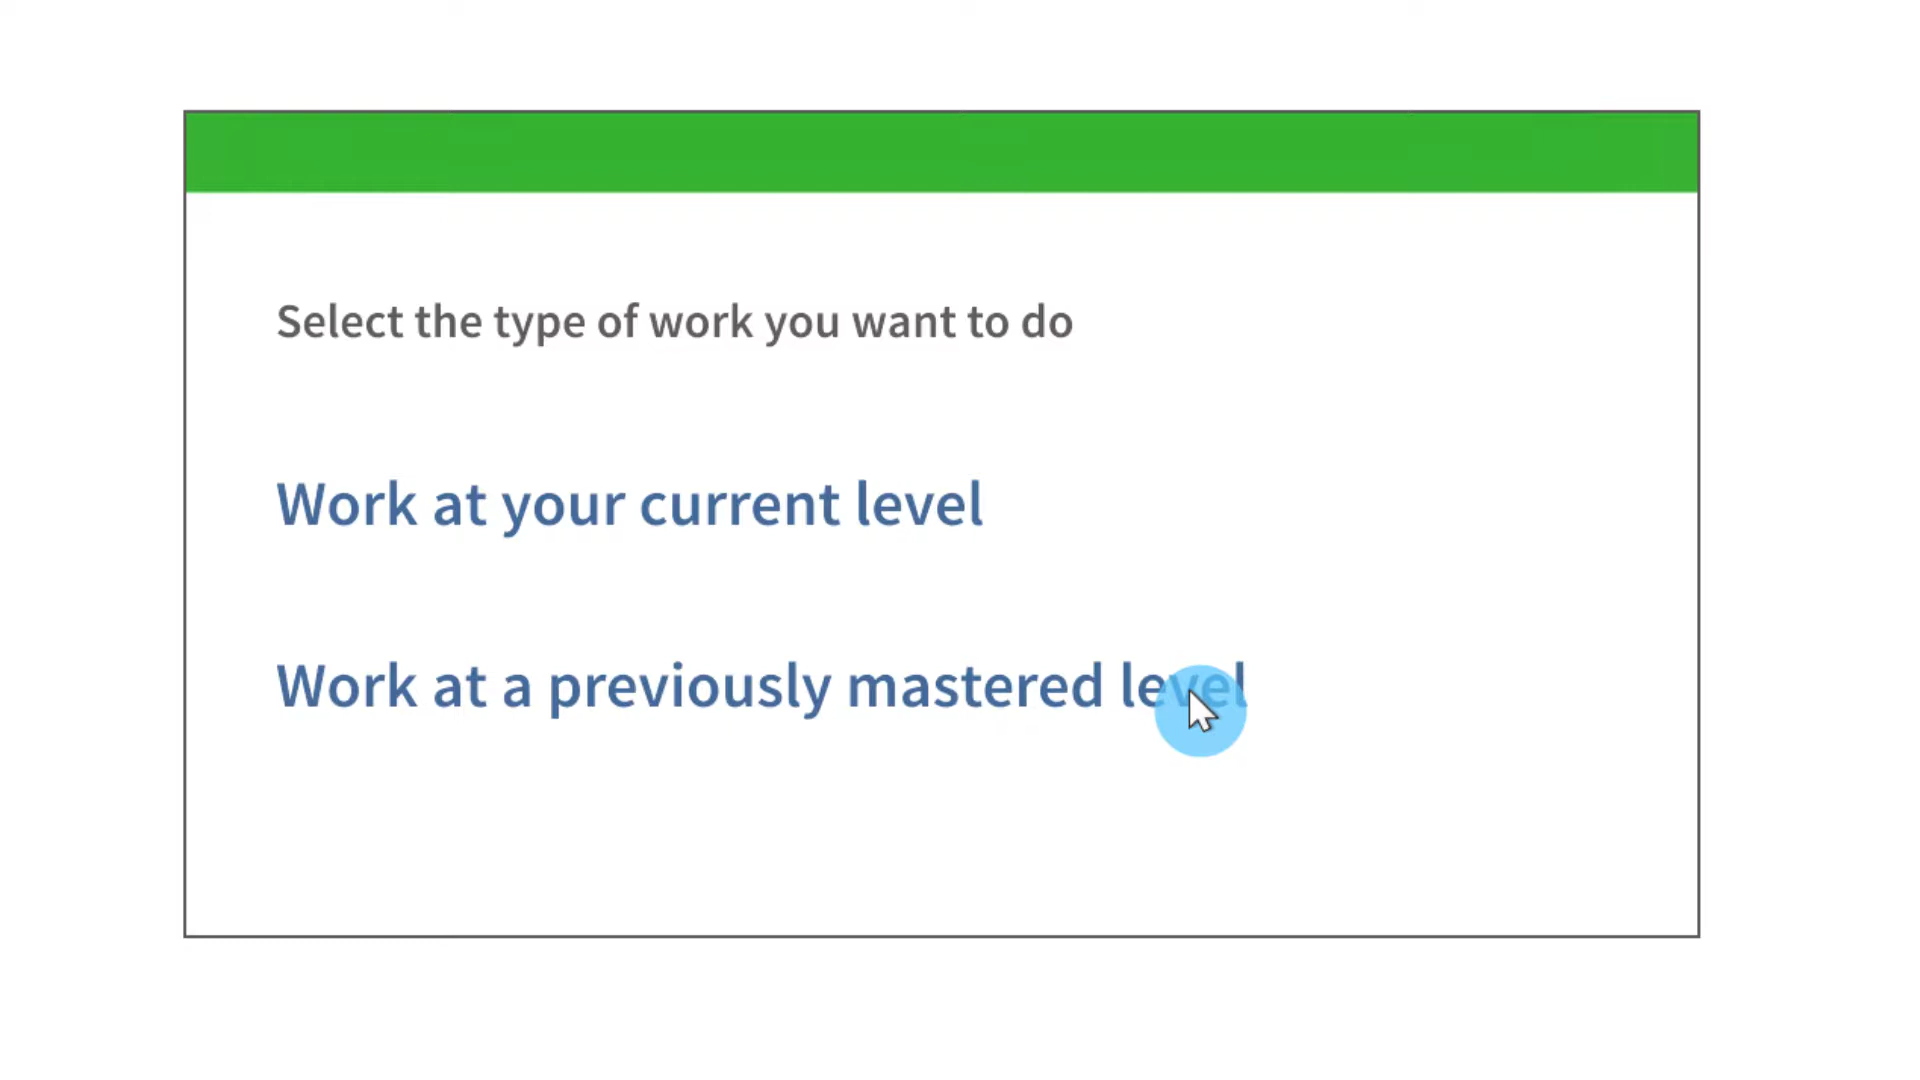 Select the type of work you want to do
Work at your current level
Work at a previously mastered level